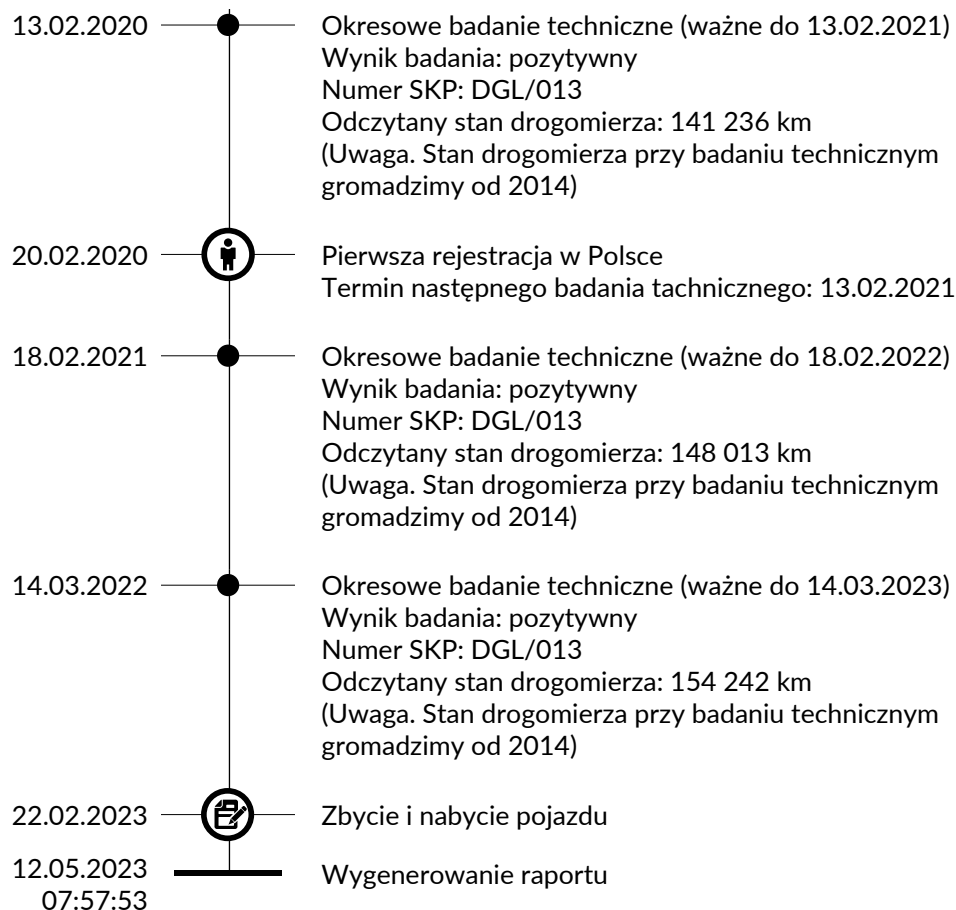 13.02.2020
Okresowe badanie techniczne (ważne do 13.02.2021)
Wynik badania: pozytywny
Numer SKP: DGL/013
Odczytany stan drogomierza: 141 236 km
(Uwaga. Stan drogomierza przy badaniu technicznym
gromadzimy od 2014)
20.02.2020
Pierwsza rejestracja w Polsce
Termin następnego badania tachnicznego: 13.02.2021
18.02.2021
Okresowe badanie techniczne (ważne do 18.02.2022)
Wynik badania: pozytywny
Numer SKP: DGL/013
Odczytany stan drogomierza: 148 013 km
(Uwaga. Stan drogomierza przy badaniu technicznym
gromadzimy od 2014)
14.03.2022
Okresowe badanie techniczne (ważne do 14.03.2023)
Wynik badania: pozytywny
Numer SKP: DGL/013
Odczytany stan drogomierza: 154 242 km
(Uwaga. Stan drogomierza przy badaniu technicznym
gromadzimy od 2014)
22.02.2023
Zbycie i nabycie pojazdu
12.05.2023
07:57:53
Wygenerowanie raportu